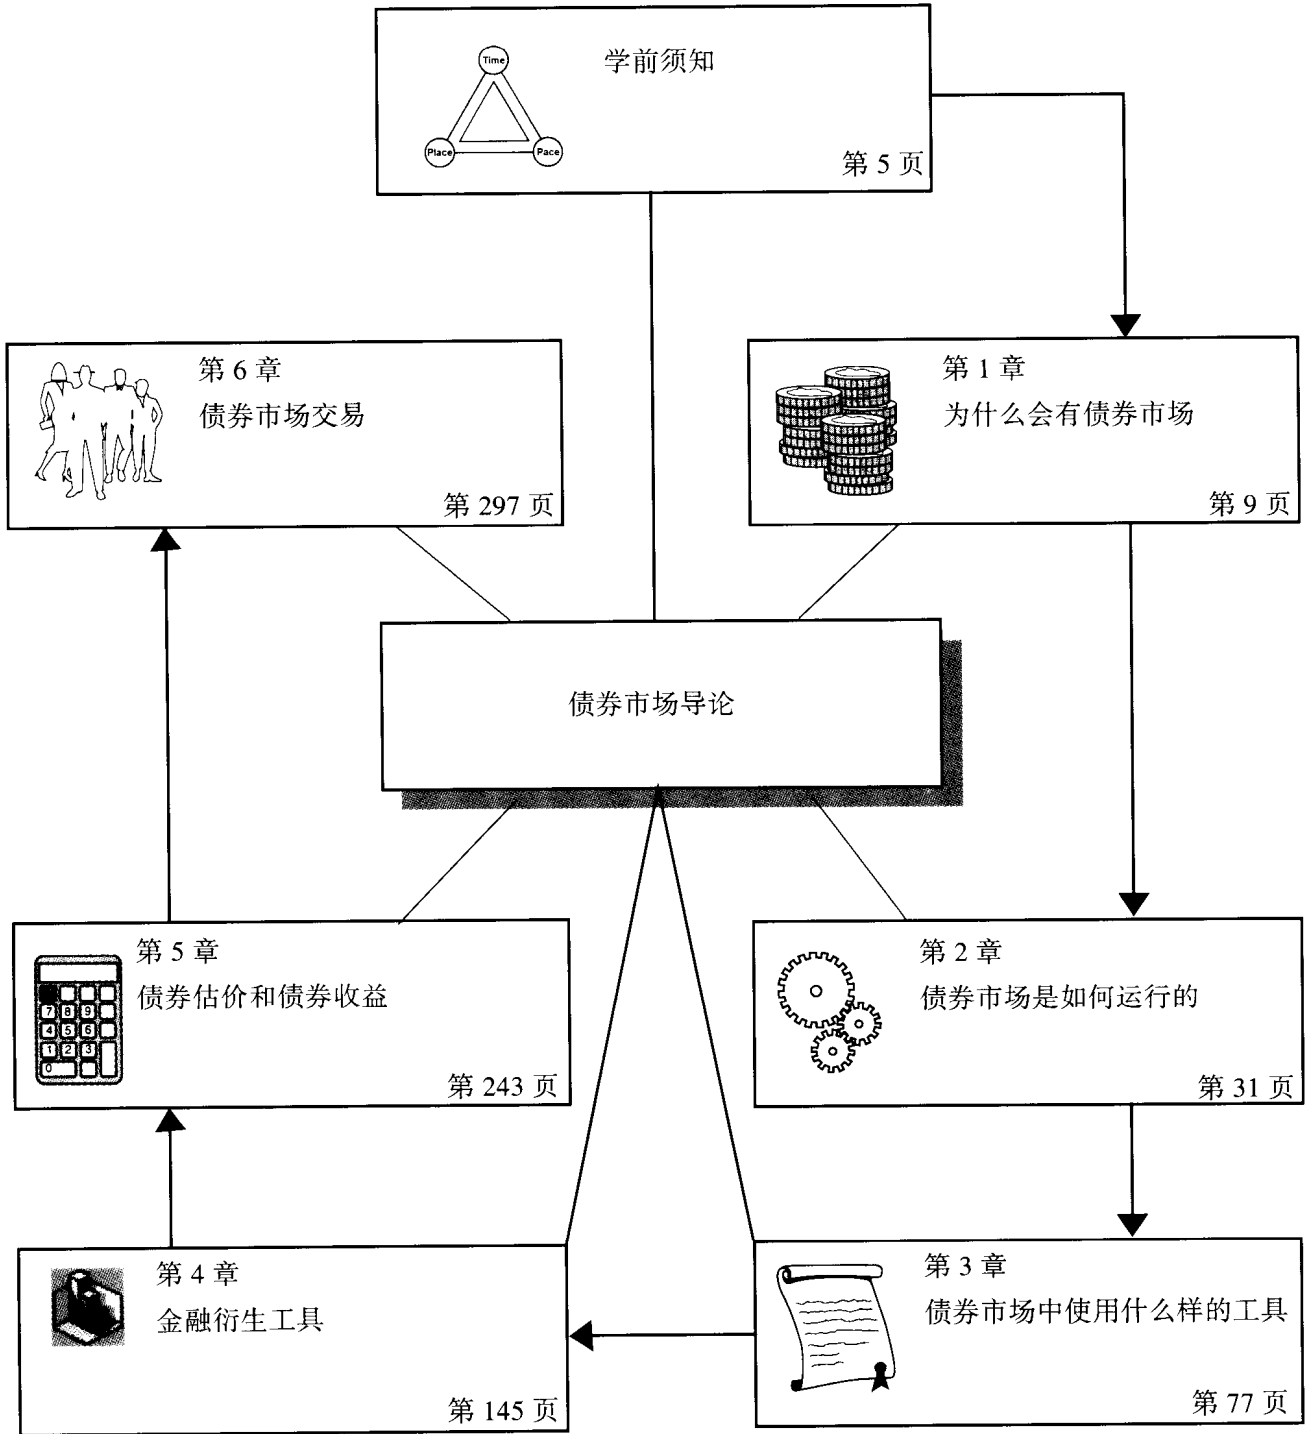 Time
Place
Pace
学前须知
第 5 页
第 6 章
债券市场交易
第 297 页
第 1 章
为什么会有债券市场
第 9 页
债券市场导论
第 5 章
债券估价和债券收益
7 8 9
4 5 6
1 2 3
0
第 243 页
第 2 章
债券市场是如何运行的
第 31 页
第 4 章
金融衍生工具
第 145 页
第 3 章
债券市场中使用什么样的工具
第 77 页